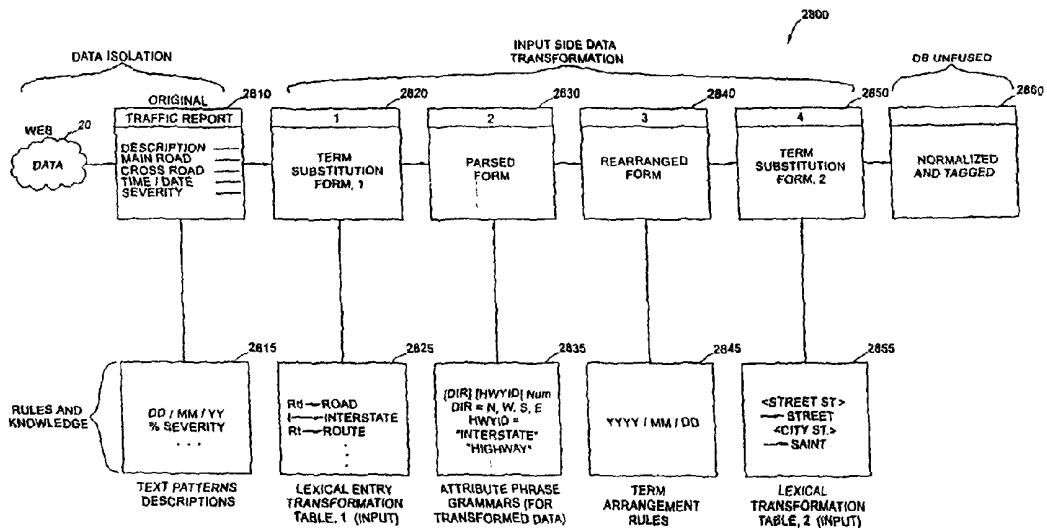 2800
DATA ISOLATION
INPUT SIDE DATA
TRANSFORMATION
DB UNFUSED
ORIGINAL
2810
2820
2830
2840
2850
2860
WEB
20
DATA
TRAFFIC REPORT
DESCRIPTION
MAIN ROAD
CROSS ROAD
TIME / DATE
SEVERITY
1
TERM
SUBSTITUTION
FORM, 1
2
PARSED
FORM
3
REARRANGED
FORM
4
TERM
SUBSTITUTION
FORM, 2
NORMALIZED
AND TAGGED
RULES AND
KNOWLEDGE
2815
DD / MM / YY
% SEVERITY
. . .
TEXT PATTERNS
DESCRIPTIONS
2825
Rd — ROAD
I — INTERSTATE
Rt — ROUTE
LEXICAL ENTRY
TRANSFORMATION
TABLE, 1 (INPUT)
2835
[DIR] [HWYID] Num
DIR = N, W, S, E
HWYID =
"INTERSTATE"
"HIGHWAY"
ATTRIBUTE PHRASE
GRAMMARS (FOR
TRANSFORMED DATA)
2845
YYYY / MM / DD
TERM
ARRANGEMENT
RULES
2855
<STREET ST.>
— STREET
<CITY ST.>
— SAINT
LEXICAL
TRANSFORMATION
TABLE, 2 (INPUT)